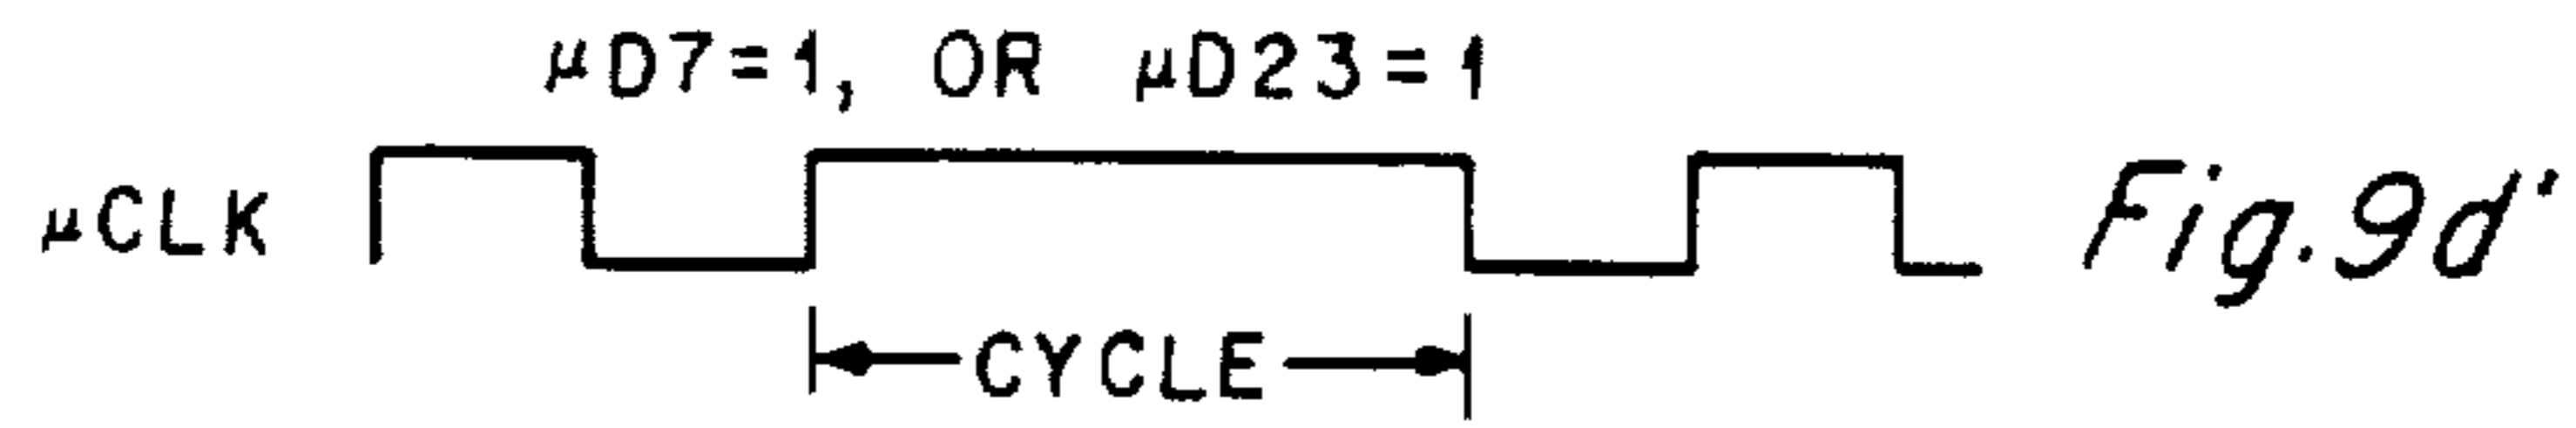 μD7=1, OR μD23=1
μCLK
Fig.9d'
CYCLE